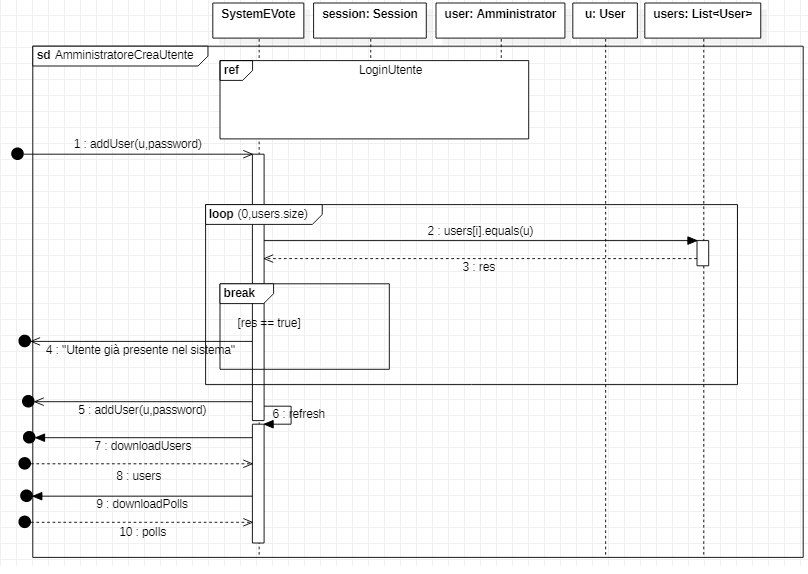 SystemEVote
session: Session
user: Amministrator
u: User
users: List<User>
sd AmministratoreCreaUtente
ref
LoginUtente
1 : addUser(u,password)
loop (0,users.size)
2 : users[i].equals(u)
3 : res
break
[res == true]
4 : "Utente già presente nel sistema"
5 : addUser(u,password)
6 : refresh
7 : downloadUsers
8 : users
9 : downloadPolls
10 : polls